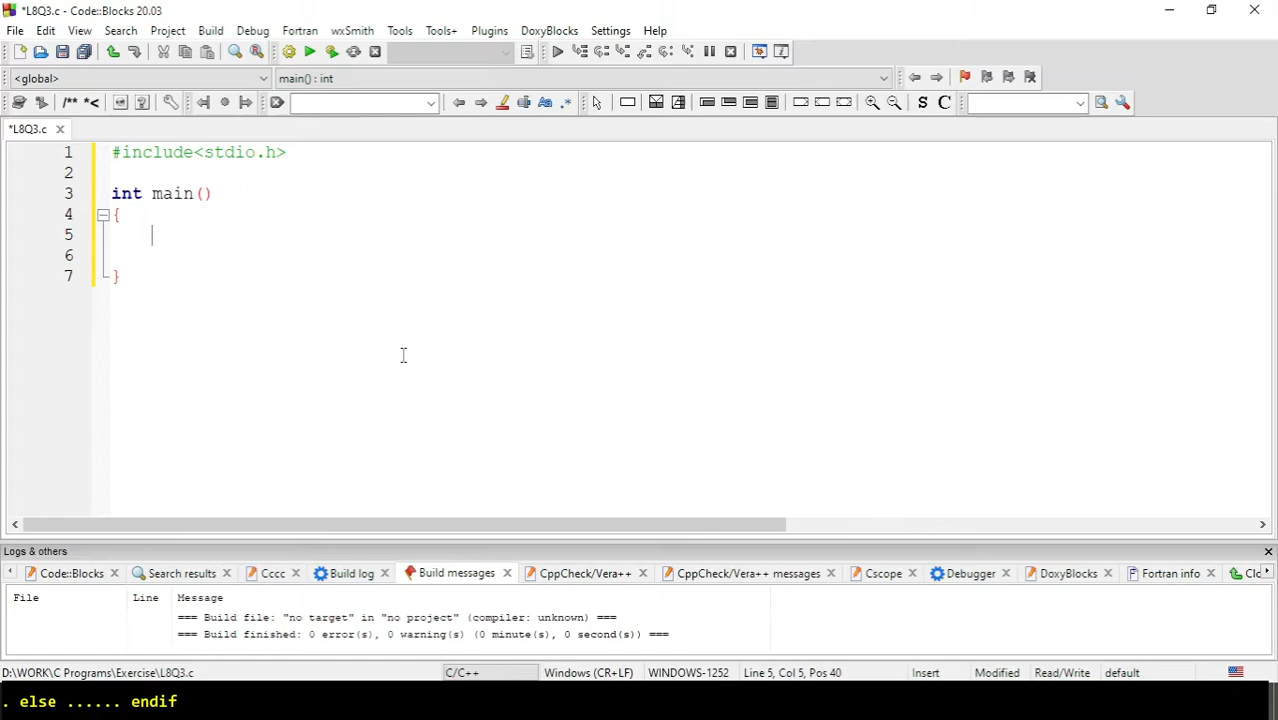 *L8Q3.c - Code::Blocks 20.03
File Edit View Search Project Build Debug Fortran wxSmith Tools Tools+ Plugins DoxyBlocks Settings Help
<global> main() : int
/** *< S C
*L8Q3.c
1 #include<stdio.h>
2
3 int main()
4 {
5
6
7 }
Logs & others
Code::Blocks Search results Cccc Build log Build messages CppCheck/Vera++ CppCheck/Vera++ messages Cscope Debugger DoxyBlocks Fortran info Clo
File Line Message
=== Build file: "no target" in "no project" (compiler: unknown) ===
=== Build finished: 0 error(s), 0 warning(s) (0 minute(s), 0 second(s)) ===
D:\WORK\C Programs\Exercise\L8Q3.c C/C++ Windows (CR+LF) WINDOWS-1252 Line 5, Col 5, Pos 40 Insert Modified Read/Write default
. else ...... endif